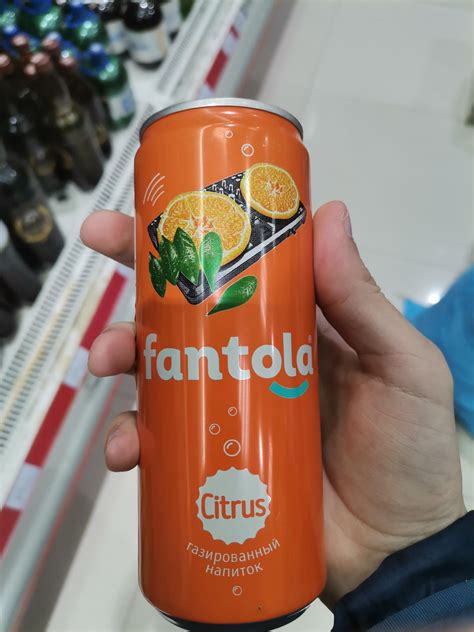 fantola
Citrus
газированный
напиток